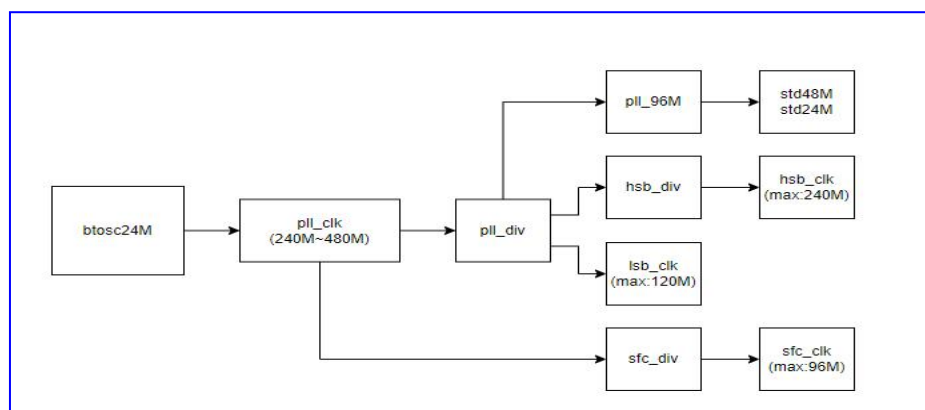 btosc24M
pll_clk
(240M~480M)
pll_div
pll_96M
std48M
std24M
hsb_div
hsb_clk
(max:240M)
lsb_clk
(max:120M)
sfc_div
sfc_clk
(max:96M)